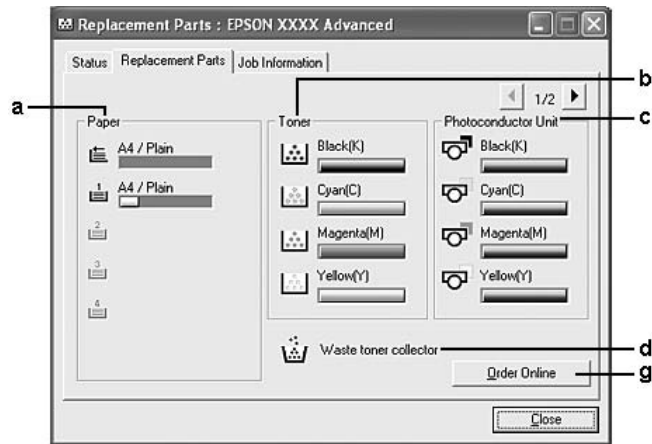 Replacement Parts : EPSON XXXX Advanced
Status
Replacement Parts
Job Information
b
1/2
a
c
Paper
Toner
Photoconductor Unit
A4 / Plain
Black(K)
Black(K)
1
A4 / Plain
Cyan(C)
Cyan(C)
2
Magenta(M)
Magenta(M)
3
Yellow(Y)
Yellow(Y)
4
Waste toner collector
d
Order Online
g
Close